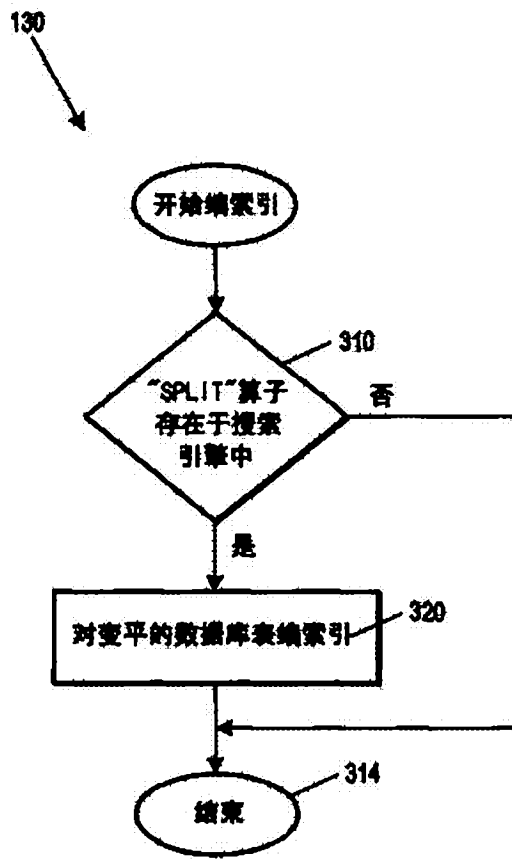 130
开始编索引
310
"SPLIT"算子
存在于搜索
引擎中
否
是
对变平的数据库表编索引
320
314
结束